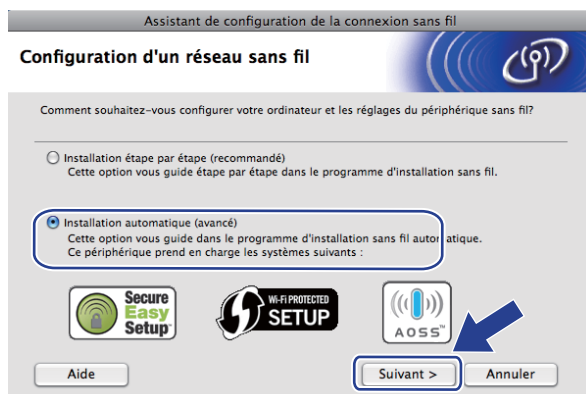 Assistant de configuration de la connexion sans fil
Configuration d'un réseau sans fil
Comment souhaitez-vous configurer votre ordinateur et les réglages du périphérique sans fil?
Installation étape par étape (recommandé)
Cette option vous guide étape par étape dans le programme d'installation sans fil.
Installation automatique (avancé)
Cette option vous guide dans le programme d'installation sans fil automatique.
Ce périphérique prend en charge les systèmes suivants :
Secure
Easy
Setup
Wi-Fi PROTECTED
SETUP
AOSS™
Aide
Suivant >
Annuler